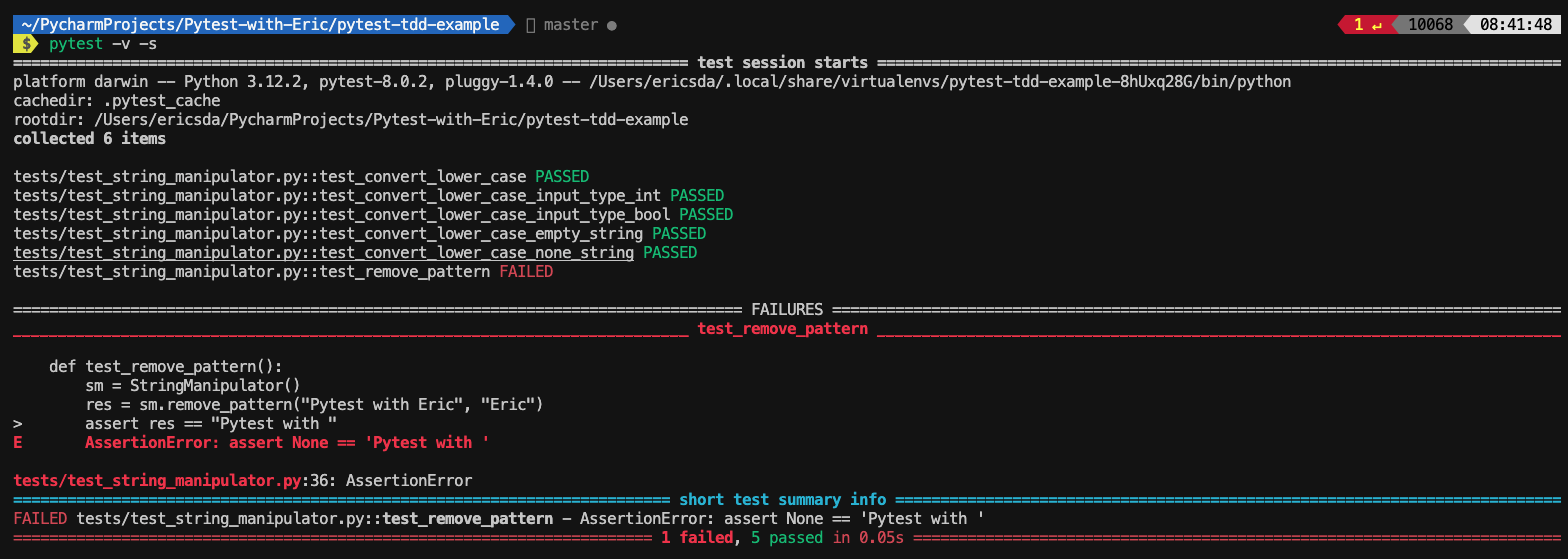 ~/PycharmProjects/Pytest-with-Eric/pytest-tdd-example master ● 1 ↵ 10068 08:41:48
$ pytest -v -s
=========================================================================== test session starts ============================================================================
platform darwin -- Python 3.12.2, pytest-8.0.2, pluggy-1.4.0 -- /Users/ericsda/.local/share/virtualenvs/pytest-tdd-example-8hUxq28G/bin/python
cachedir: .pytest_cache
rootdir: /Users/ericsda/PycharmProjects/Pytest-with-Eric/pytest-tdd-example
collected 6 items
tests/test_string_manipulator.py::test_convert_lower_case PASSED
tests/test_string_manipulator.py::test_convert_lower_case_input_type_int PASSED
tests/test_string_manipulator.py::test_convert_lower_case_input_type_bool PASSED
tests/test_string_manipulator.py::test_convert_lower_case_empty_string PASSED
tests/test_string_manipulator.py::test_convert_lower_case_none_string PASSED
tests/test_string_manipulator.py::test_remove_pattern FAILED
================================================================================= FAILURES =================================================================================
___________________________________________________________________________ test_remove_pattern ____________________________________________________________________________
    def test_remove_pattern():
        sm = StringManipulator()
        res = sm.remove_pattern("Pytest with Eric", "Eric")
>       assert res == "Pytest with "
E       AssertionError: assert None == 'Pytest with '
tests/test_string_manipulator.py:36: AssertionError
========================================================================= short test summary info ==========================================================================
FAILED tests/test_string_manipulator.py::test_remove_pattern - AssertionError: assert None == 'Pytest with '
======================================================================= 1 failed, 5 passed in 0.05s ========================================================================